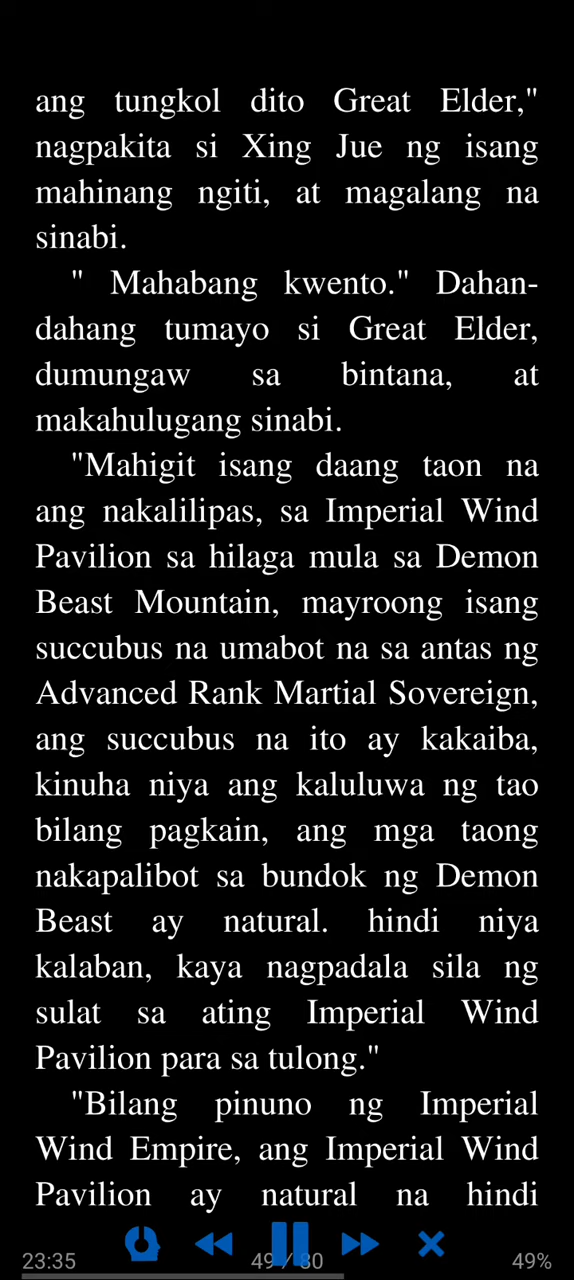 ang tungkol dito Great Elder,"
nagpakita si Xing Jue ng isang
mahinang ngiti, at magalang na
sinabi.
" Mahabang kwento." Dahan-
dahang tumayo si Great Elder,
dumungaw sa bintana, at
makahulugang sinabi.
"Mahigit isang daang taon na
ang nakalilipas, sa Imperial Wind
Pavilion sa hilaga mula sa Demon
Beast Mountain, mayroong isang
succubus na umabot na sa antas ng
Advanced Rank Martial Sovereign,
ang succubus na ito ay kakaiba,
kinuha niya ang kaluluwa ng tao
bilang pagkain, ang mga taong
nakapalibot sa bundok ng Demon
Beast ay natural. hindi niya
kalaban, kaya nagpadala sila ng
sulat sa ating Imperial Wind
Pavilion para sa tulong."
"Bilang pinuno ng Imperial
Wind Empire, ang Imperial Wind
Pavilion ay natural na hindi
23:35 49 / 80 49%